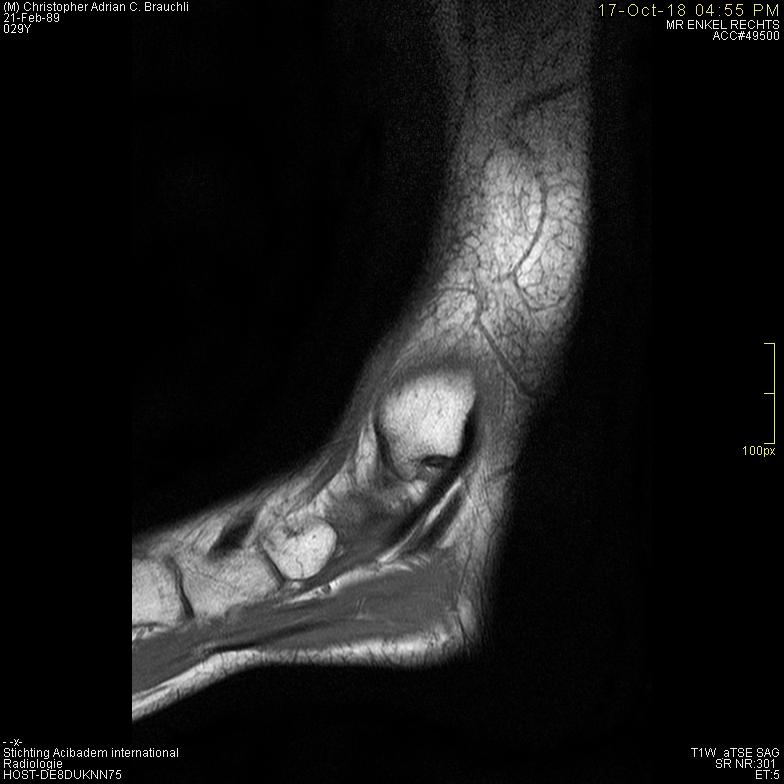 (M) Christopher Adrian C. Brauchli
21-Feb-89
029Y
17-Oct-18 04:55 PM
MR ENKEL RECHTS
ACC#49500
100px
--x-
Stichting Acibadem international
Radiologie
HOST-DE8DUKNN75
T1W_aTSE SAG
SR NR:301
ET:5